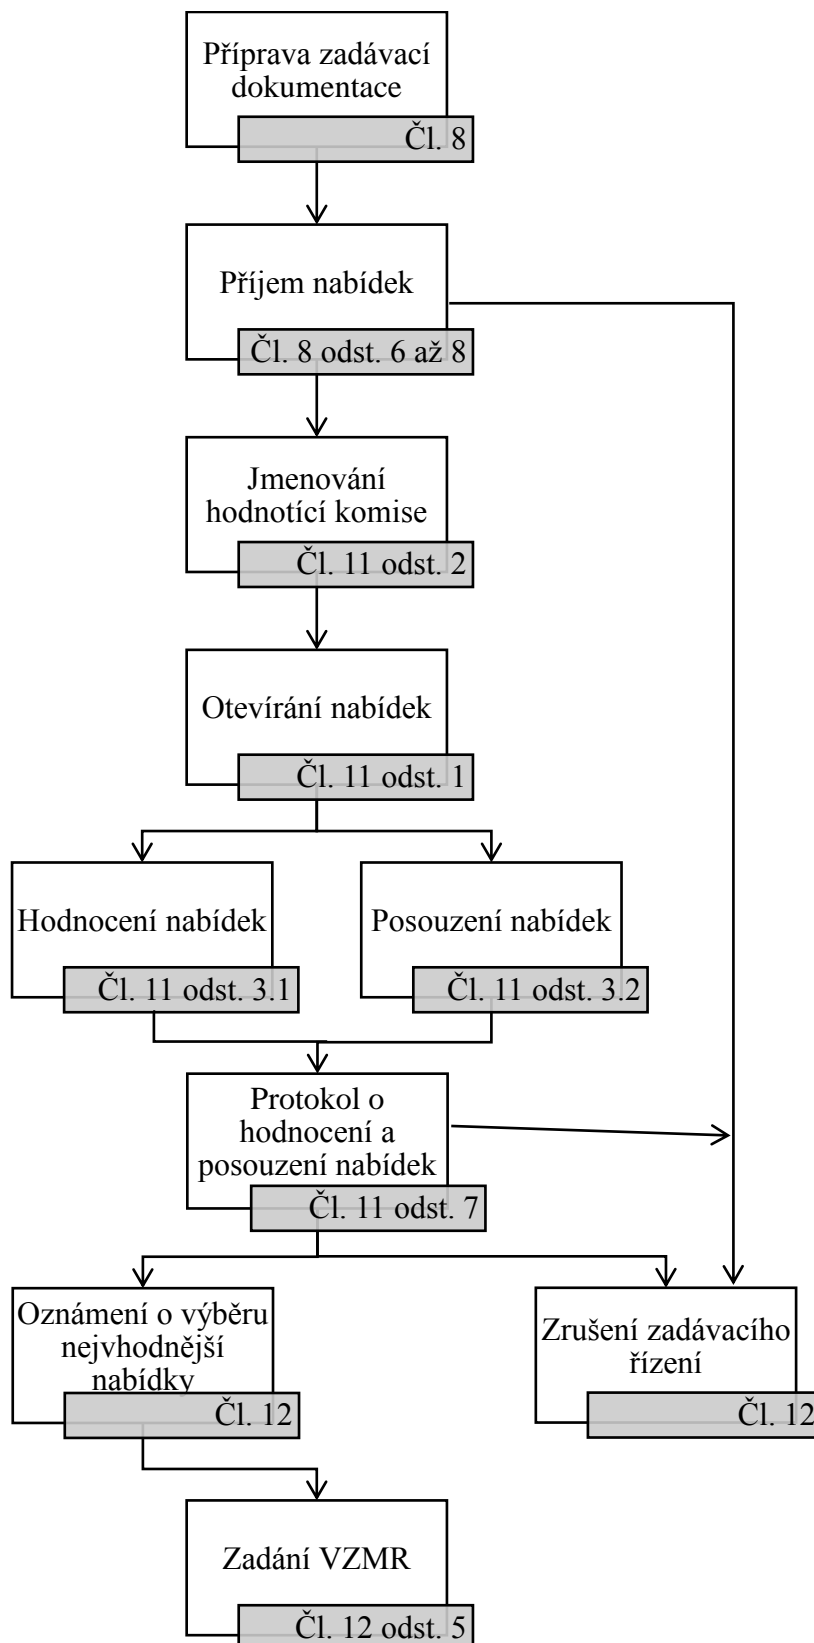 Příprava zadávací
dokumentace
Čl. 8
Příjem nabídek
Čl. 8 odst. 6 až 8
Jmenování
hodnotící komise
Čl. 11 odst. 2
Otevírání nabídek
Čl. 11 odst. 1
Hodnocení nabídek
Čl. 11 odst. 3.1
Posouzení nabídek
Čl. 11 odst. 3.2
Protokol o
hodnocení a
posouzení nabídek
Čl. 11 odst. 7
Oznámení o výběru
nejvhodnější
nabídky
Čl. 12
Zrušení zadávacího
řízení
Čl. 12
Zadání VZMR
Čl. 12 odst. 5